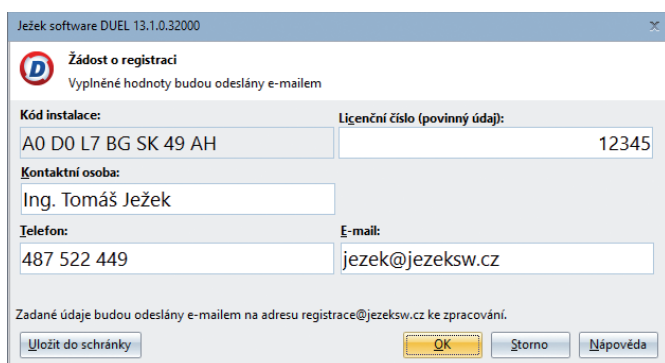 Ježek software DUEL 13.1.0.32000
Žádost o registraci
Vyplněné hodnoty budou odeslány e-mailem
Kód instalace:
Licenční číslo (povinný údaj):
A0 D0 L7 BG SK 49 AH
12345
Kontaktní osoba:
Ing. Tomáš Ježek
Telefon:
E-mail:
487 522 449
jezek@jezeksw.cz
Zadané údaje budou odeslány e-mailem na adresu registrace@jezeksw.cz ke zpracování.
Uložit do schránky
OK
Storno
Nápověda